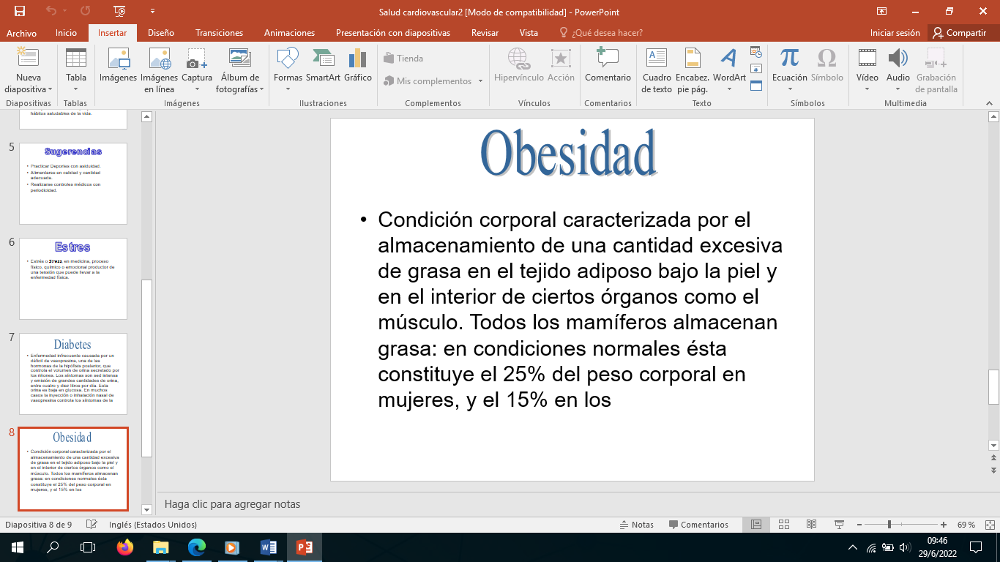 Salud cardiovascular2 [Modo de compatibilidad] - PowerPoint
Archivo Inicio Insertar Diseño Transiciones Animaciones Presentación con diapositivas Revisar Vista ¿Qué desea hacer? Iniciar sesión Compartir
Nueva diapositiva
Tabla
Imágenes
Imágenes en línea
Captura
Álbum de fotografías
Formas
SmartArt
Gráfico
Tienda
Mis complementos
Hipervínculo
Acción
Comentario
Cuadro de texto
Encabez. pie pág.
WordArt
Ecuación
Símbolo
Vídeo
Audio
Grabación de pantalla
Diapositivas Tablas Imágenes Ilustraciones Complementos Vínculos Comentarios Texto Símbolos Multimedia
hábitos saludables de la vida.
5
Sugerencias
• Practicar Deportes con asiduidad.
• Alimentarse en calidad y cantidad
adecuada.
• Realizarse controles médicos con
periodicidad.
6
Estres
• Estrés o Stress, en medicina, proceso
físico, químico o emocional productor de
una tensión que puede llevar a la
enfermedad física.
7
Diabetes
• Enfermedad infrecuente causada por un
déficit de vasopresina, una de las
hormonas de la hipófisis posterior, que
controla el volumen de orina secretado por
los riñones. Los síntomas son sed intensa
y emisión de grandes cantidades de orina,
entre cuatro y diez litros por día. Esta
orina es baja en glucosa. En muchos
casos la inyección o inhalación nasal de
vasopresina controla los síntomas de la
8
Obesidad
• Condición corporal caracterizada por el
almacenamiento de una cantidad excesiva
de grasa en el tejido adiposo bajo la piel y
en el interior de ciertos órganos como el
músculo. Todos los mamíferos almacenan
grasa: en condiciones normales ésta
constituye el 25% del peso corporal en
mujeres, y el 15% en los
Obesidad
• Condición corporal caracterizada por el
almacenamiento de una cantidad excesiva
de grasa en el tejido adiposo bajo la piel y
en el interior de ciertos órganos como el
músculo. Todos los mamíferos almacenan
grasa: en condiciones normales ésta
constituye el 25% del peso corporal en
mujeres, y el 15% en los
Haga clic para agregar notas
Diapositiva 8 de 9 Inglés (Estados Unidos) Notas Comentarios 69 %
09:46
29/6/2022